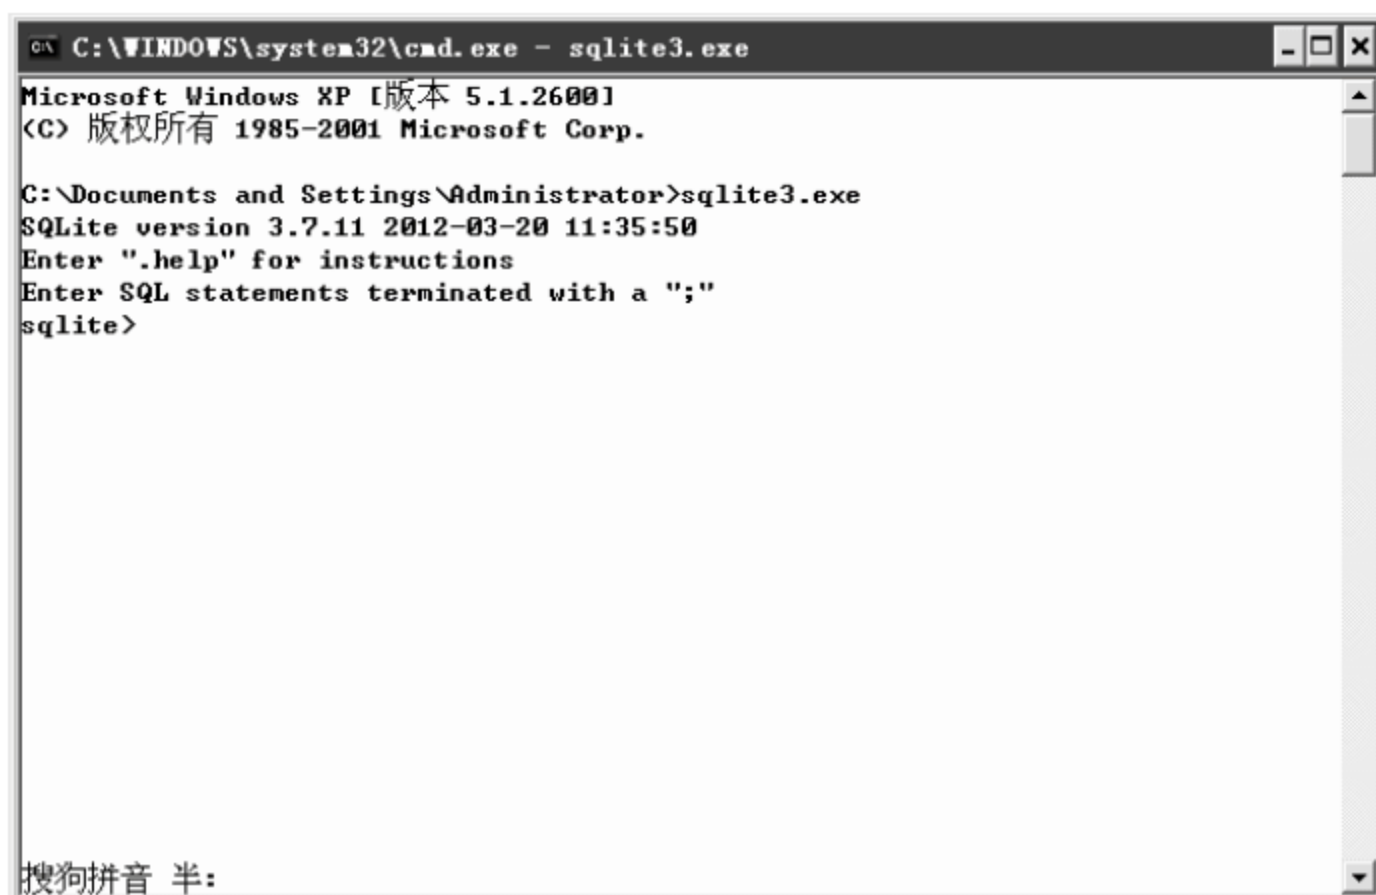 C:\WINDOWS\system32\cmd.exe - sqlite3.exe
Microsoft Windows XP [版本 5.1.2600]
(C) 版权所有 1985-2001 Microsoft Corp.
C:\Documents and Settings\Administrator>sqlite3.exe
SQLite version 3.7.11 2012-03-20 11:35:50
Enter ".help" for instructions
Enter SQL statements terminated with a ";"
sqlite>
搜狗拼音 半: